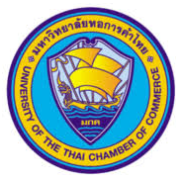 มหาวิทยาลัยหอการค้าไทย
มกค
UNIVERSITY OF THE THAI CHAMBER OF COMMERCE